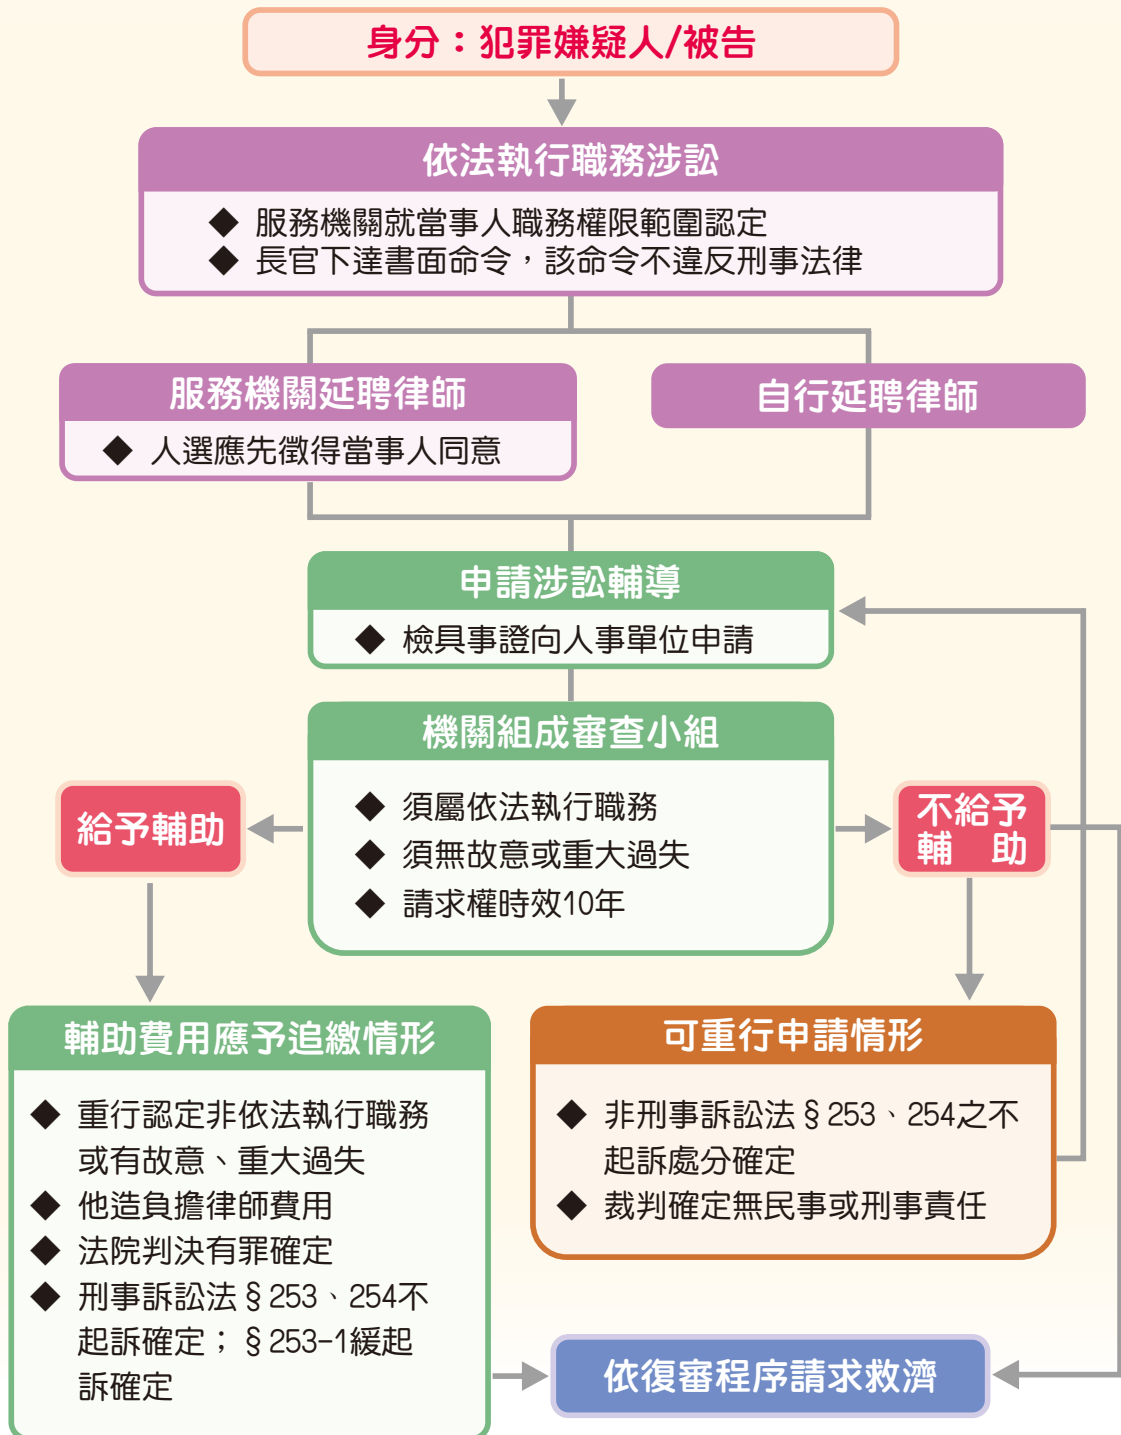 身分：犯罪嫌疑人/被告
依法執行職務涉訟
◆ 服務機關就當事人職務權限範圍認定
◆ 長官下達書面命令，該命令不違反刑事法律
服務機關延聘律師
◆ 人選應先徵得當事人同意
自行延聘律師
申請涉訟輔導
◆ 檢具事證向人事單位申請
機關組成審查小組
◆ 須屬依法執行職務
◆ 須無故意或重大過失
◆ 請求權時效10年
給予輔助
不給予
輔助
輔助費用應予追繳情形
◆ 重行認定非依法執行職務
或有故意、重大過失
◆ 他造負擔律師費用
◆ 法院判決有罪確定
◆ 刑事訴訟法§253、254不
起訴確定；§253-1緩起
訴確定
可重行申請情形
◆ 非刑事訴訟法§253、254之不
起訴處分確定
◆ 裁判確定無民事或刑事責任
依復審程序請求救濟